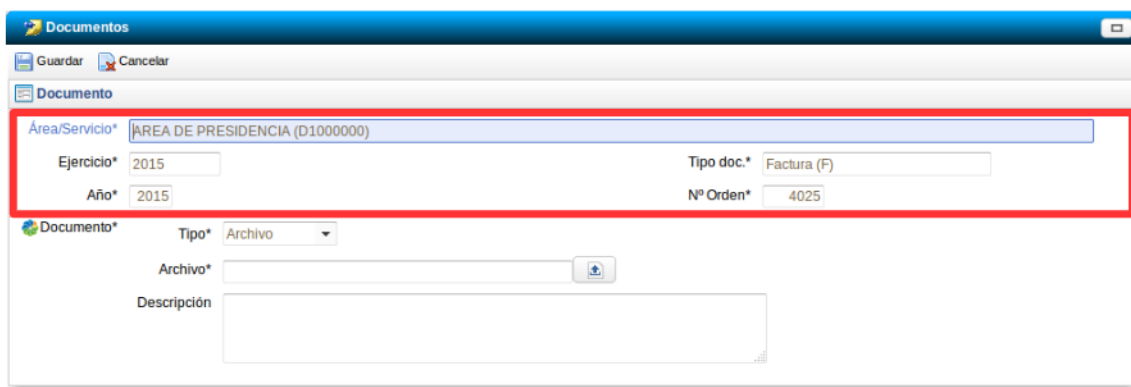 Documentos
Guardar Cancelar
Documento
Área/Servicio* AREA DE PRESIDENCIA (D1000000)
Ejercicio* 2015 Tipo doc.* Factura (F)
Año* 2015 Nº Orden* 4025
Documento* Tipo* Archivo
Archivo*
Descripción